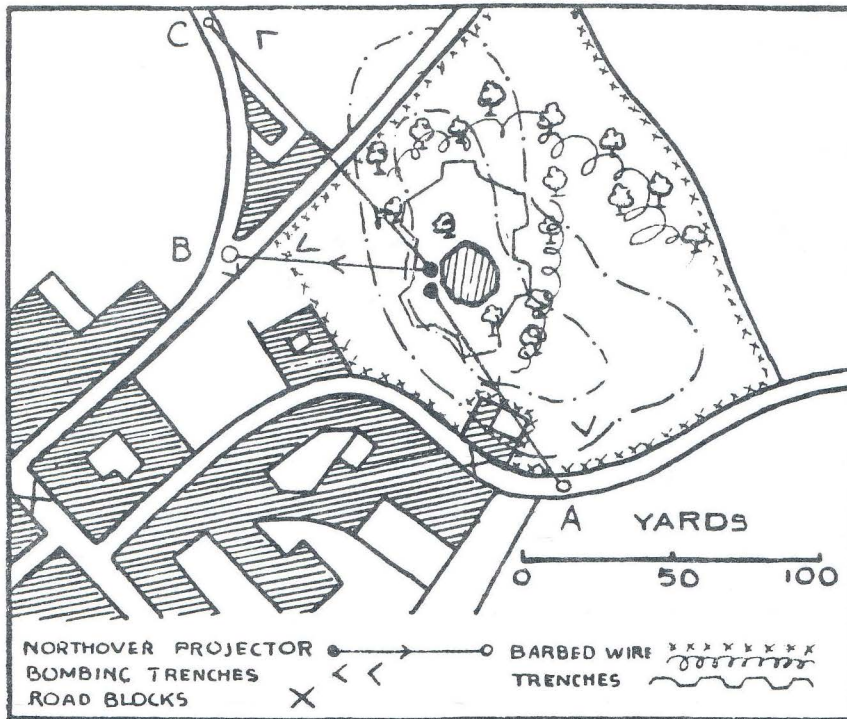 C
B
A
YARDS
0 50 100
NORTHOVER PROJECTOR
BARBED WIRE
BOMBING TRENCHES
TRENCHES
ROAD BLOCKS